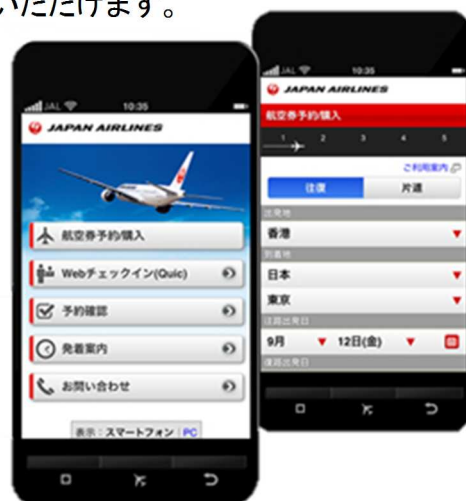 いただけます。
JAL 10:35
JAPAN AIRLINES
航空券予約/購入
Webチェックイン(Quic)
予約確認
発着案内
お問い合わせ
表示：スマートフォン | PC
JAL 10:35
JAPAN AIRLINES
航空券予約/購入
1 2 3 4 5
ご利用案内
往復 片道
出発地
香港
到着地
日本
東京
往路出発日
9月 12日(金)
復路出発日